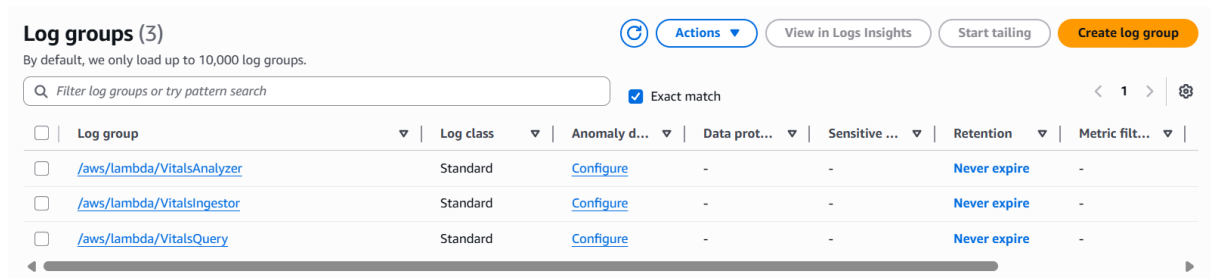 Log groups (3)
Actions ▼ View in Logs Insights Start tailing Create log group
By default, we only load up to 10,000 log groups.
Filter log groups or try pattern search
Exact match
< 1 >
Log group Log class Anomaly d... Data prot... Sensitive ... Retention Metric filt...
/aws/lambda/VitalsAnalyzer Standard Configure - - Never expire -
/aws/lambda/VitalsIngestor Standard Configure - - Never expire -
/aws/lambda/VitalsQuery Standard Configure - - Never expire -